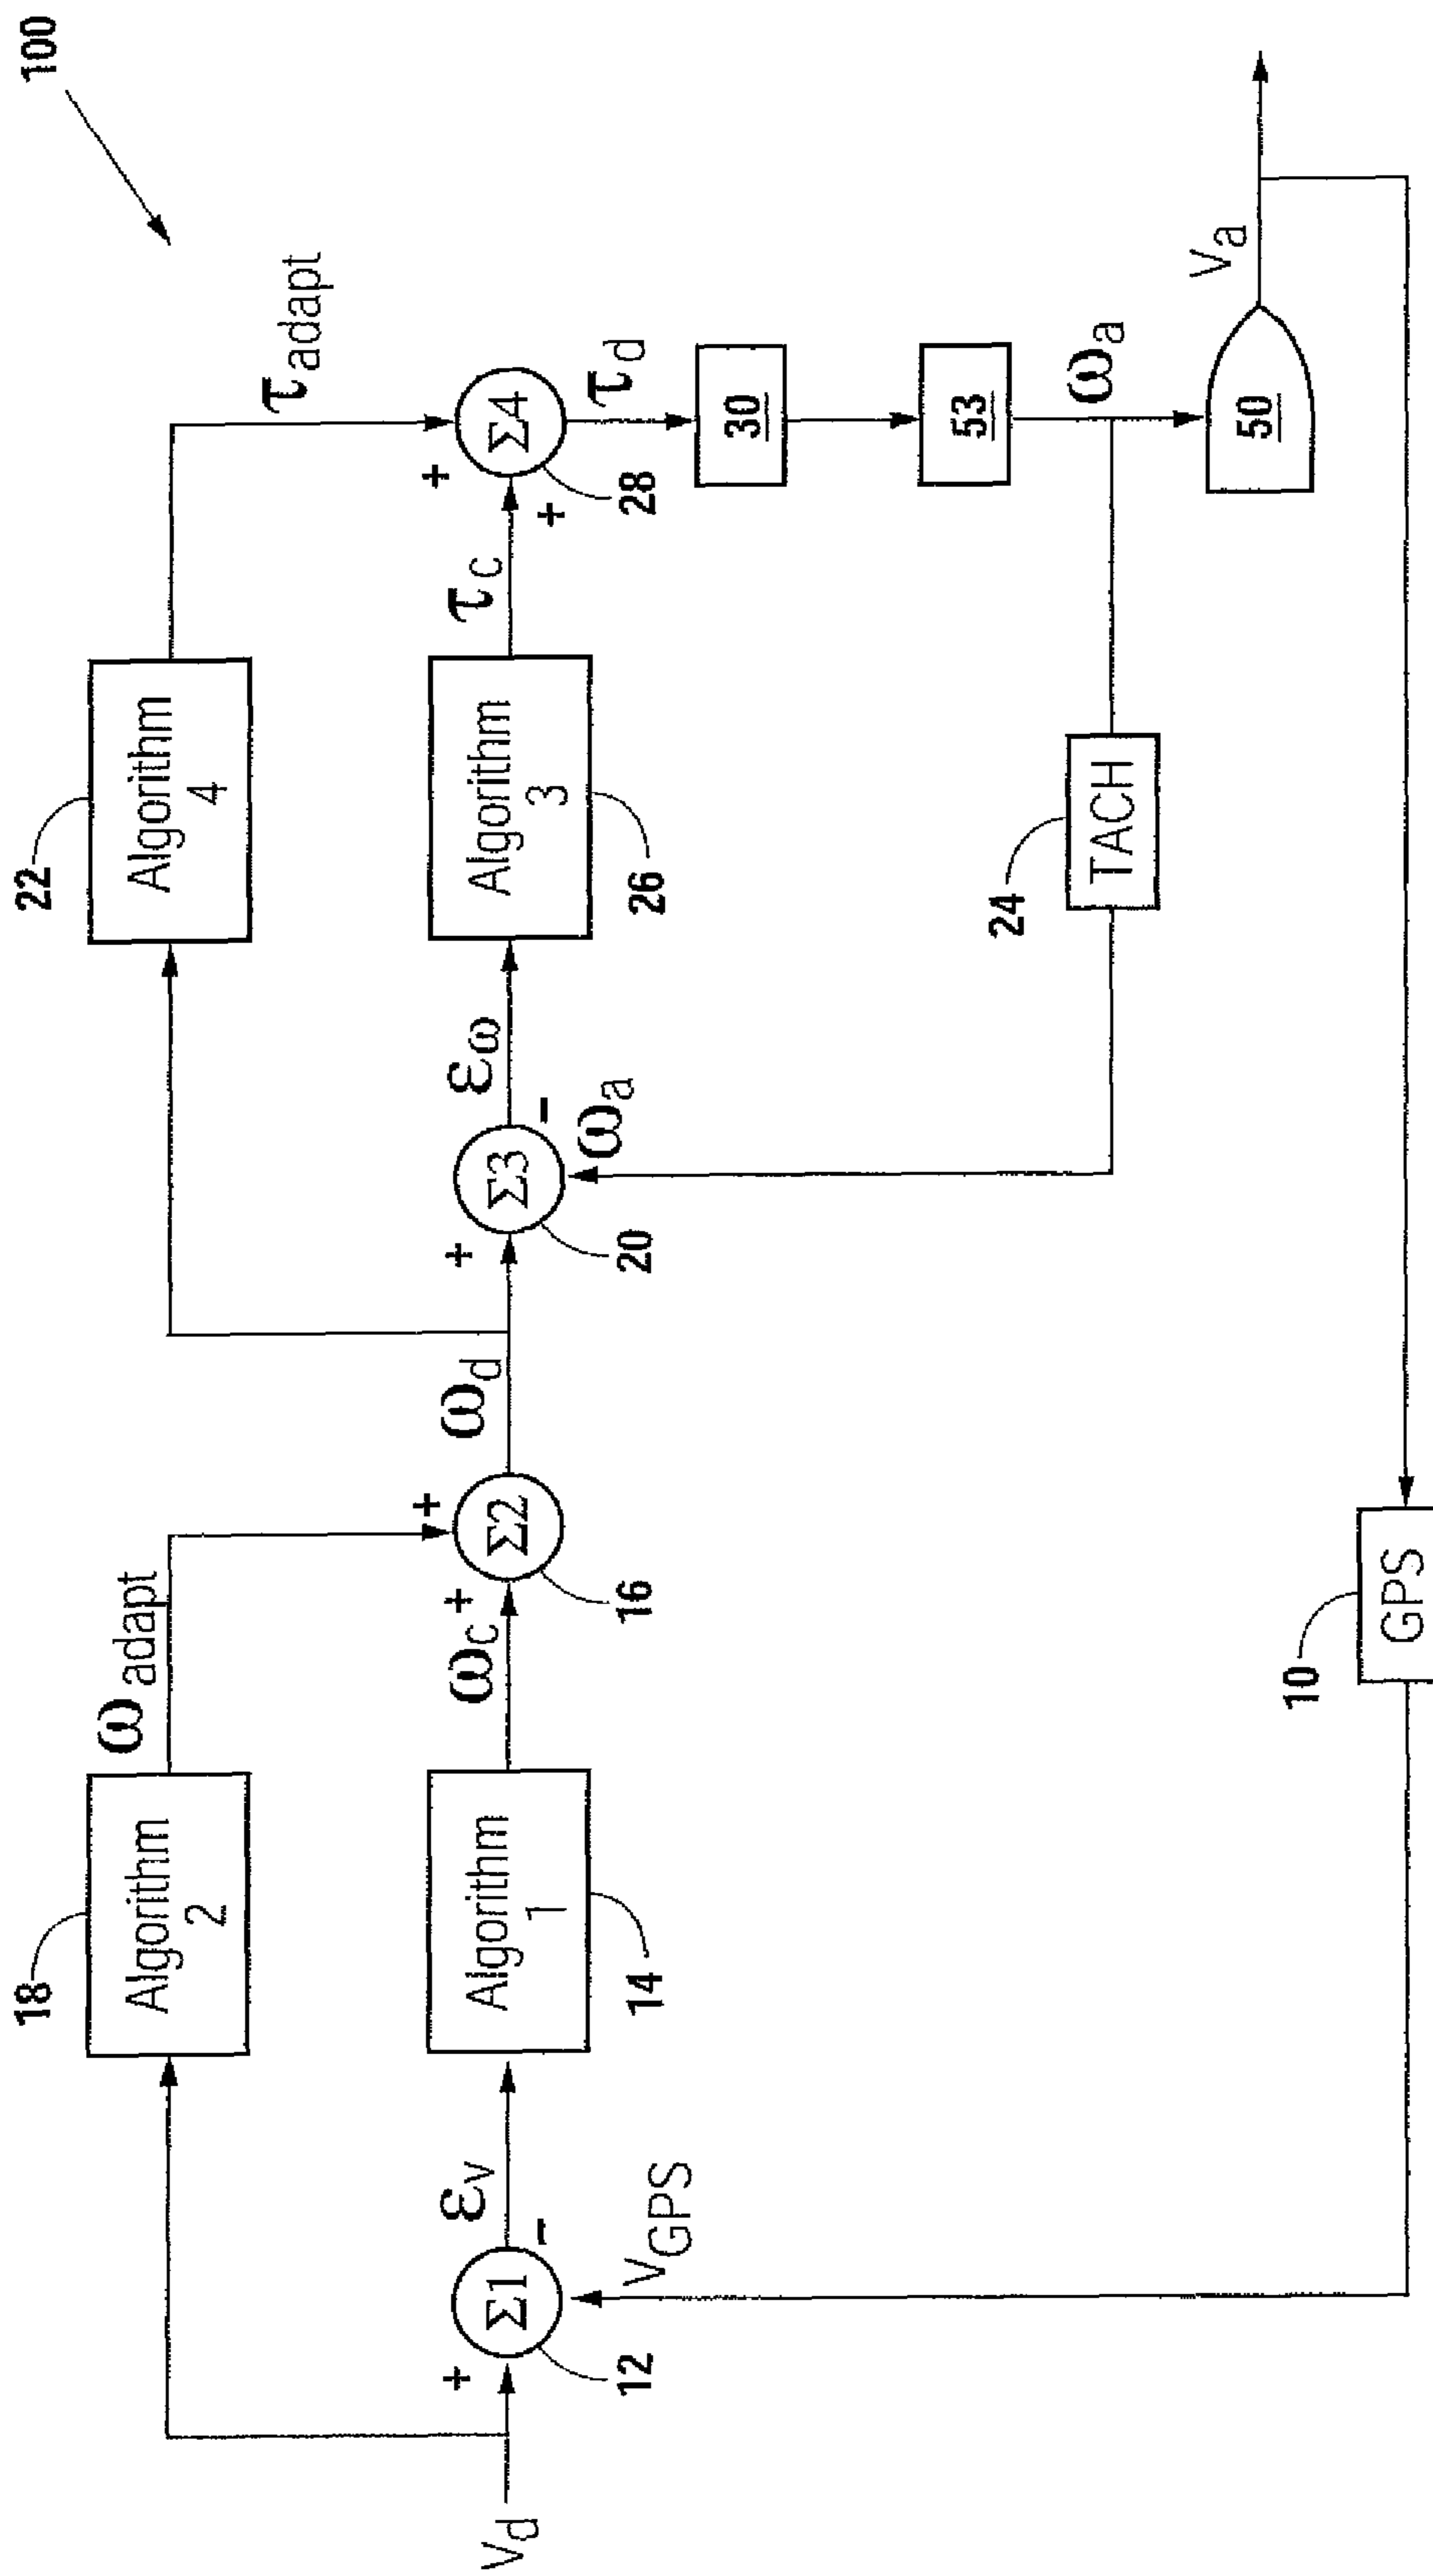 100
22
Algorithm
4
τadapt
18
Algorithm
2
ωadapt
Vd
+
Σ1
12
-
εv
VGPS
Algorithm
1
14
ωc
+
+
Σ2
16
ωd
+
Σ3
20
-
ωa
εω
Algorithm
3
26
τc
+
+
Σ4
28
τd
30
53
ωa
TACH
24
50
Va
GPS
10